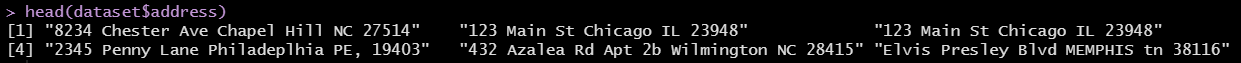 > head(dataset$address)
[1] "8234 Chester Ave Chapel Hill NC 27514" "123 Main St Chicago IL 23948" "123 Main St Chicago IL 23948"
[4] "2345 Penny Lane Philadeplhia PE, 19403" "432 Azalea Rd Apt 2b Wilmington NC 28415" "Elvis Presley Blvd MEMPHIS tn 38116"